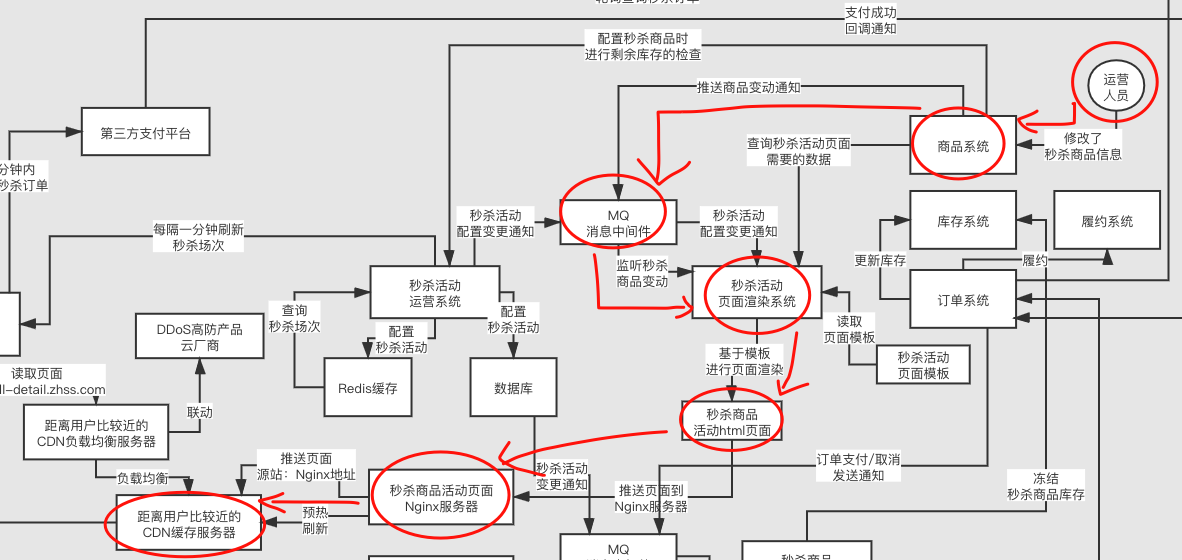 支付成功
回调通知
配置秒杀商品时
进行剩余库存的检查
运营
人员
推送商品变动通知
第三方支付平台
查询秒杀活动页面
需要的数据
商品系统
修改了
秒杀商品信息
分钟内
秒杀订单
每隔一分钟刷新
秒杀场次
秒杀活动
配置变更通知
MQ
消息中间件
秒杀活动
配置变更通知
库存系统
履约系统
更新库存
履约
监听秒杀
商品变动
秒杀活动
运营系统
秒杀活动
页面渲染系统
订单系统
查询
秒杀场次
配置
秒杀活动
配置
秒杀活动
读取
页面模板
DDoS高防产品
云厂商
基于模板
进行页面渲染
秒杀活动
页面模板
读取页面
ll-detail.zhss.com
Redis缓存
数据库
联动
距离用户比较近的
CDN负载均衡服务器
秒杀商品
活动html页面
负载均衡
推送页面
源站：Nginx地址
秒杀活动
变更通知
订单支付/取消
发送通知
冻结
秒杀商品库存
秒杀商品活动页面
Nginx服务器
推送页面到
Nginx服务器
距离用户比较近的
CDN缓存服务器
预热
刷新
MQ
秒杀商品